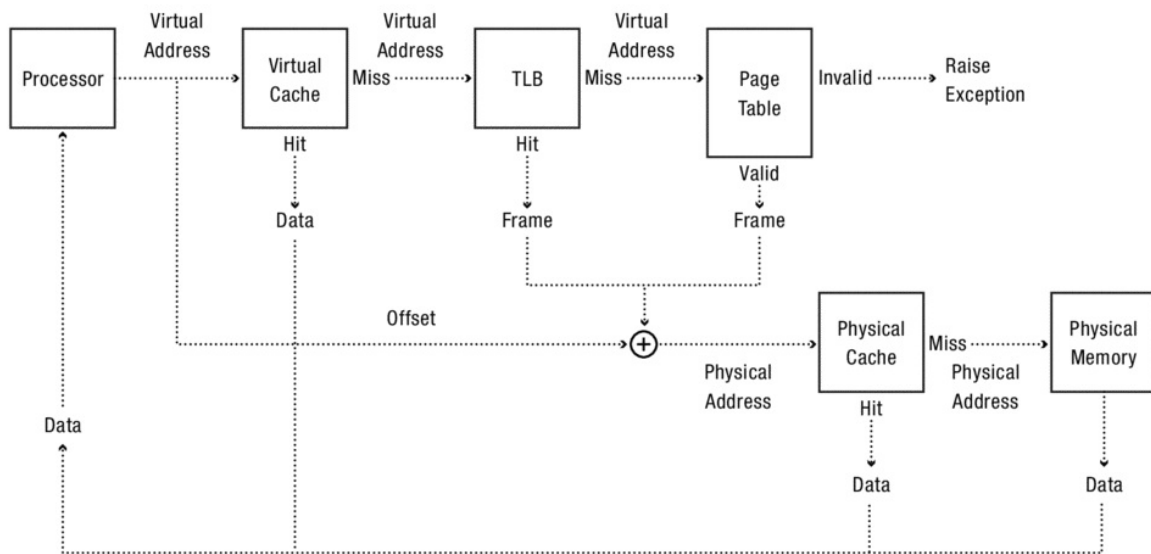 Virtual
Address
Virtual
Address
Virtual
Address
Processor
Virtual
Cache
Miss
TLB
Miss
Page
Table
Invalid
Raise
Exception
Hit
Hit
Valid
Data
Frame
Frame
Offset
+
Physical
Address
Physical
Cache
Miss
Physical
Address
Physical
Memory
Hit
Data
Data
Data